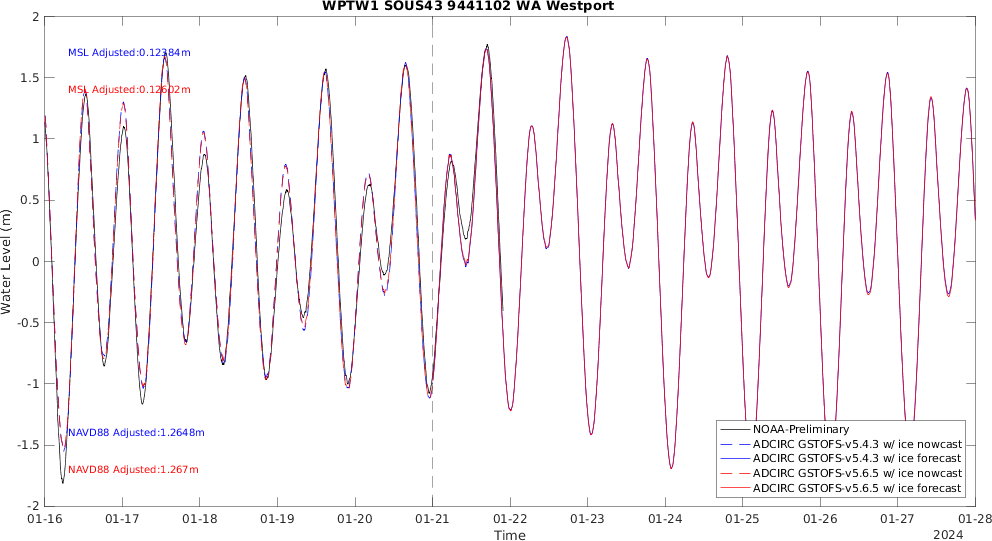 WPTW1 SOUS43 9441102 WA Westport
2
1.5
1
0.5
0
-0.5
-1
-1.5
-2
Water Level (m)
MSL Adjusted:0.12384m
MSL Adjusted:0.12602m
NAVD88 Adjusted:1.2648m
NAVD88 Adjusted:1.267m
NOAA-Preliminary
ADCIRC GSTOFS-v5.4.3 w/ ice nowcast
ADCIRC GSTOFS-v5.4.3 w/ ice forecast
ADCIRC GSTOFS-v5.6.5 w/ ice nowcast
ADCIRC GSTOFS-v5.6.5 w/ ice forecast
01-16 01-17 01-18 01-19 01-20 01-21 01-22 01-23 01-24 01-25 01-26 01-27 01-28
Time
2024